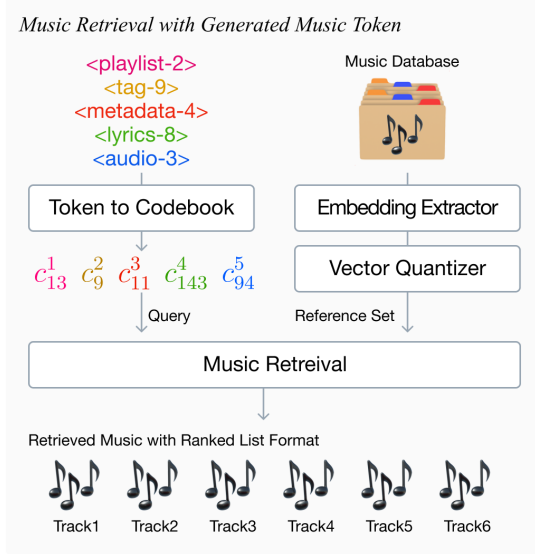 Music Retrieval with Generated Music Token
<playlist-2>
<tag-9>
<metadata-4>
<lyrics-8>
<audio-3>
Music Database
Token to Codebook
Embedding Extractor
Vector Quantizer
c^1_13 c^2_9 c^3_11 c^4_143 c^5_94
Query
Reference Set
Music Retreival
Retrieved Music with Ranked List Format
Track1 Track2 Track3 Track4 Track5 Track6